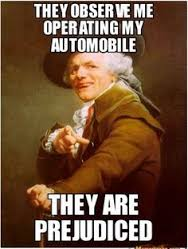 THEY OBSERVE ME
OPERATING MY
AUTOMOBILE
THEY ARE
PREJUDICED